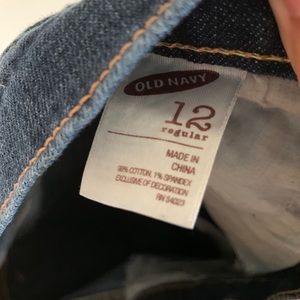 OLD NAVY
12
regular
MADE IN
CHINA
99% COTTON, 1% SPANDEX
EXCLUSIVE OF DECORATION
RN 54023